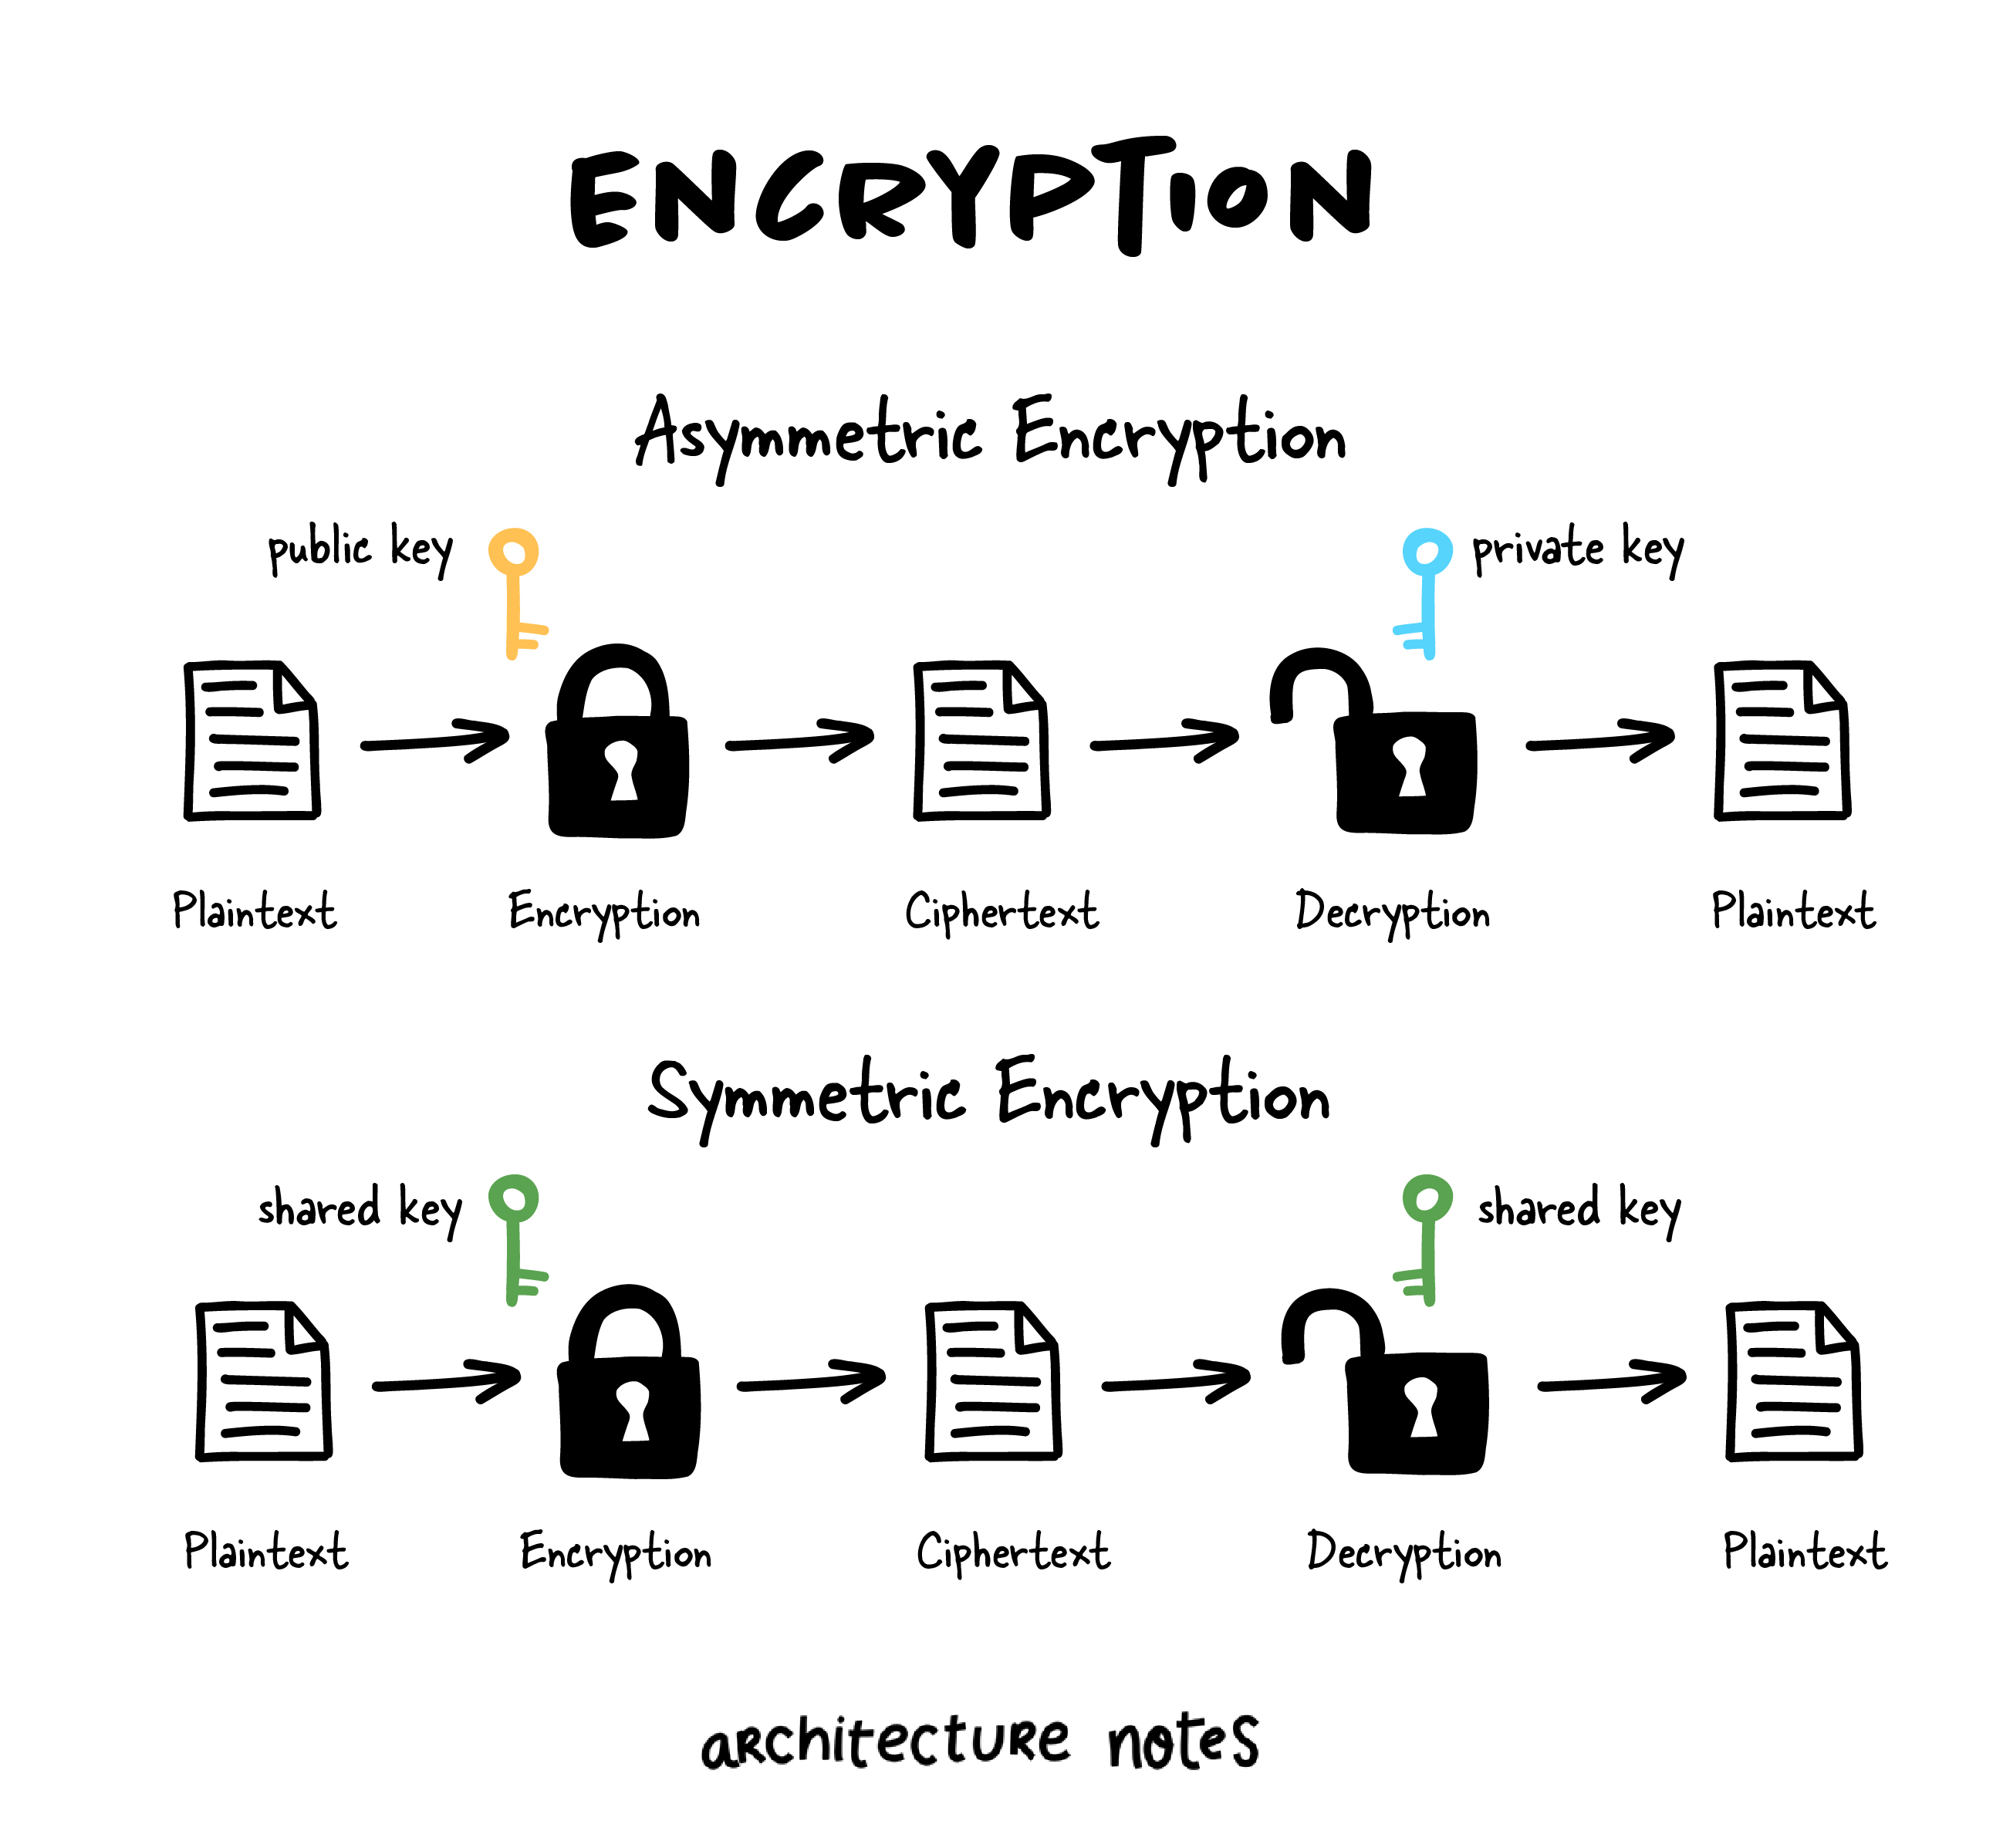 ENCRYPTION
Asymmetric Encryption
public key
private key
Plaintext
Encryption
Ciphertext
Decryption
Plaintext
Symmetric Encryption
shared key
shared key
Plaintext
Encryption
Ciphertext
Decryption
Plaintext
architecture notes